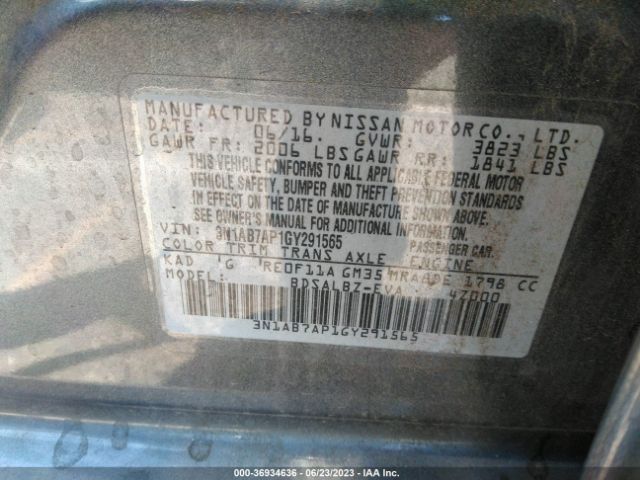 MANUFACTURED BY NISSAN MOTOR CO., LTD.
DATE: 06/16. GVWR: 3823 LBS
GAWR FR: 2006 LBS GAWR RR: 1841 LBS
THIS VEHICLE CONFORMS TO ALL APPLICABLE FEDERAL MOTOR
VEHICLE SAFETY, BUMPER AND THEFT PREVENTION STANDARDS
IN EFFECT ON THE DATE OF MANUFACTURE SHOWN ABOVE.
SEE OWNER'S MANUAL FOR ADDITIONAL INFORMATION.
VIN: 3N1AB7AP1GY291565 PASSENGER CAR.
COLOR TRIM TRANS AXLE ENGINE
KAD 'G RE0F11A GM35 MRA8DE 1798 CC
BDSALBZ-EVA 4Z000
3N1AB7AP1GY291565
000-36934636 - 06/23/2023 - IAA Inc.